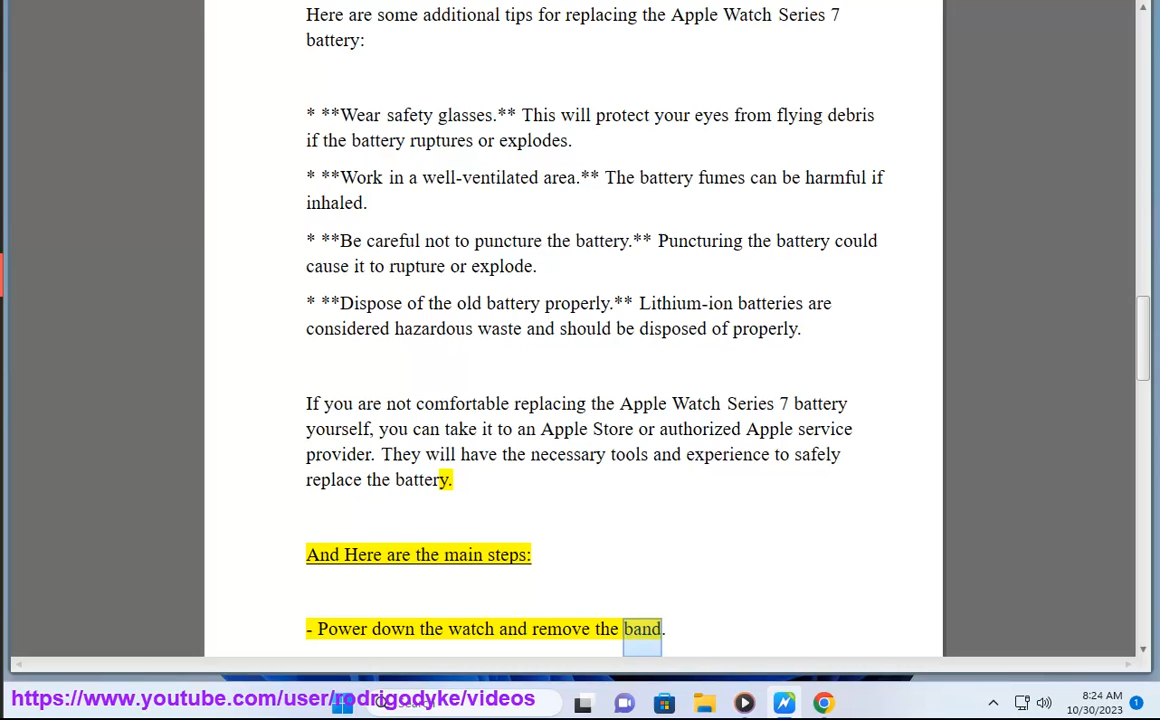 Here are some additional tips for replacing the Apple Watch Series 7
battery:
* **Wear safety glasses.** This will protect your eyes from flying debris
if the battery ruptures or explodes.
* **Work in a well-ventilated area.** The battery fumes can be harmful if
inhaled.
* **Be careful not to puncture the battery.** Puncturing the battery could
cause it to rupture or explode.
* **Dispose of the old battery properly.** Lithium-ion batteries are
considered hazardous waste and should be disposed of properly.
If you are not comfortable replacing the Apple Watch Series 7 battery
yourself, you can take it to an Apple Store or authorized Apple service
provider. They will have the necessary tools and experience to safely
replace the battery.
And Here are the main steps:
- Power down the watch and remove the band.
https://www.youtube.com/user/rodrigodyke/videos
8:24 AM
10/30/2023
1